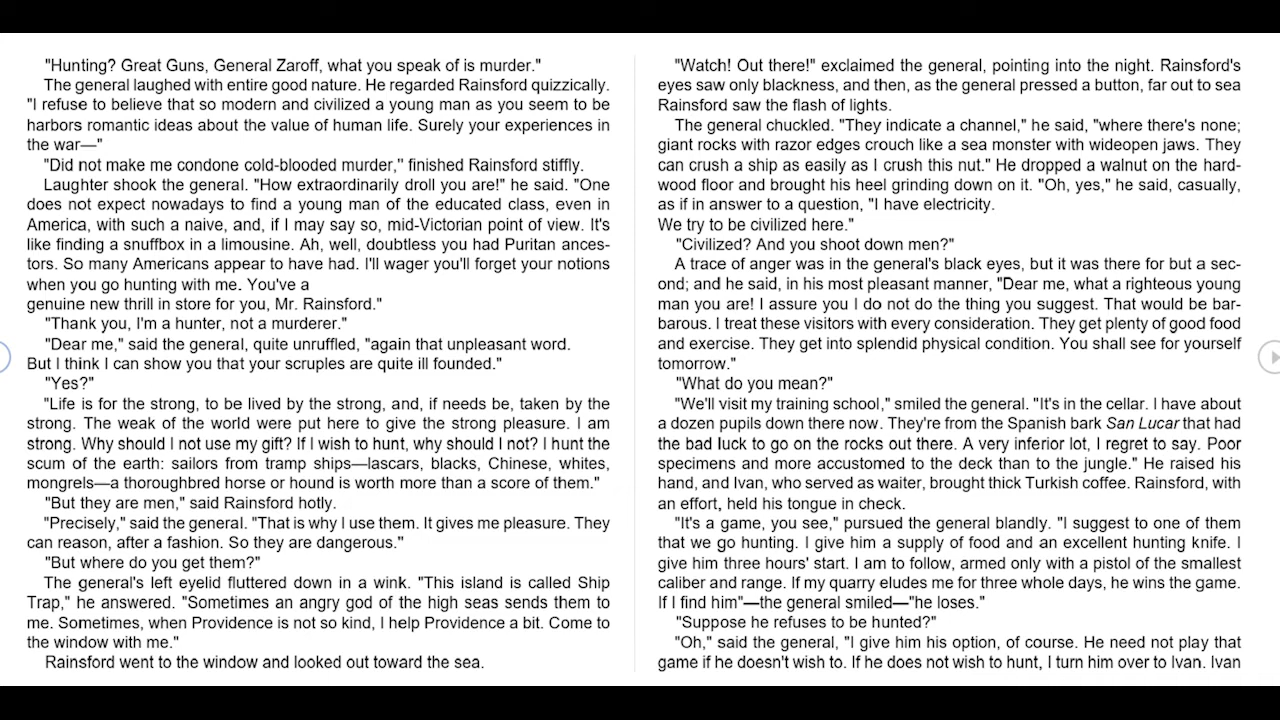 "Hunting? Great Guns, General Zaroff, what you speak of is murder."
The general laughed with entire good nature. He regarded Rainsford quizzically.
"I refuse to believe that so modern and civilized a young man as you seem to be
harbors romantic ideas about the value of human life. Surely your experiences in
the war—"
"Did not make me condone cold-blooded murder," finished Rainsford stiffly.
Laughter shook the general. "How extraordinarily droll you are!" he said. "One
does not expect nowadays to find a young man of the educated class, even in
America, with such a naive, and, if I may say so, mid-Victorian point of view. It's
like finding a snuffbox in a limousine. Ah, well, doubtless you had Puritan ances-
tors. So many Americans appear to have had. I'll wager you'll forget your notions
when you go hunting with me. You've a
genuine new thrill in store for you, Mr. Rainsford."
"Thank you, I'm a hunter, not a murderer."
"Dear me," said the general, quite unruffled, "again that unpleasant word.
But I think I can show you that your scruples are quite ill founded."
"Yes?"
"Life is for the strong, to be lived by the strong, and, if needs be, taken by the
strong. The weak of the world were put here to give the strong pleasure. I am
strong. Why should I not use my gift? If I wish to hunt, why should I not? I hunt the
scum of the earth: sailors from tramp ships—lascars, blacks, Chinese, whites,
mongrels—a thoroughbred horse or hound is worth more than a score of them."
"But they are men," said Rainsford hotly.
"Precisely," said the general. "That is why I use them. It gives me pleasure. They
can reason, after a fashion. So they are dangerous."
"But where do you get them?"
The general's left eyelid fluttered down in a wink. "This island is called Ship
Trap," he answered. "Sometimes an angry god of the high seas sends them to
me. Sometimes, when Providence is not so kind, I help Providence a bit. Come to
the window with me."
Rainsford went to the window and looked out toward the sea.
"Watch! Out there!" exclaimed the general, pointing into the night. Rainsford's
eyes saw only blackness, and then, as the general pressed a button, far out to sea
Rainsford saw the flash of lights.
The general chuckled. "They indicate a channel," he said, "where there's none;
giant rocks with razor edges crouch like a sea monster with wideopen jaws. They
can crush a ship as easily as I crush this nut." He dropped a walnut on the hard-
wood floor and brought his heel grinding down on it. "Oh, yes," he said, casually,
as if in answer to a question, "I have electricity.
We try to be civilized here."
"Civilized? And you shoot down men?"
A trace of anger was in the general's black eyes, but it was there for but a sec-
ond; and he said, in his most pleasant manner, "Dear me, what a righteous young
man you are! I assure you I do not do the thing you suggest. That would be bar-
barous. I treat these visitors with every consideration. They get plenty of good food
and exercise. They get into splendid physical condition. You shall see for yourself
tomorrow."
"What do you mean?"
"We'll visit my training school," smiled the general. "It's in the cellar. I have about
a dozen pupils down there now. They're from the Spanish bark San Lucar that had
the bad luck to go on the rocks out there. A very inferior lot, I regret to say. Poor
specimens and more accustomed to the deck than to the jungle." He raised his
hand, and Ivan, who served as waiter, brought thick Turkish coffee. Rainsford, with
an effort, held his tongue in check.
"It's a game, you see," pursued the general blandly. "I suggest to one of them
that we go hunting. I give him a supply of food and an excellent hunting knife. I
give him three hours' start. I am to follow, armed only with a pistol of the smallest
caliber and range. If my quarry eludes me for three whole days, he wins the game.
If I find him"—the general smiled—"he loses."
"Suppose he refuses to be hunted?"
"Oh," said the general, "I give him his option, of course. He need not play that
game if he doesn't wish to. If he does not wish to hunt, I turn him over to Ivan. Ivan